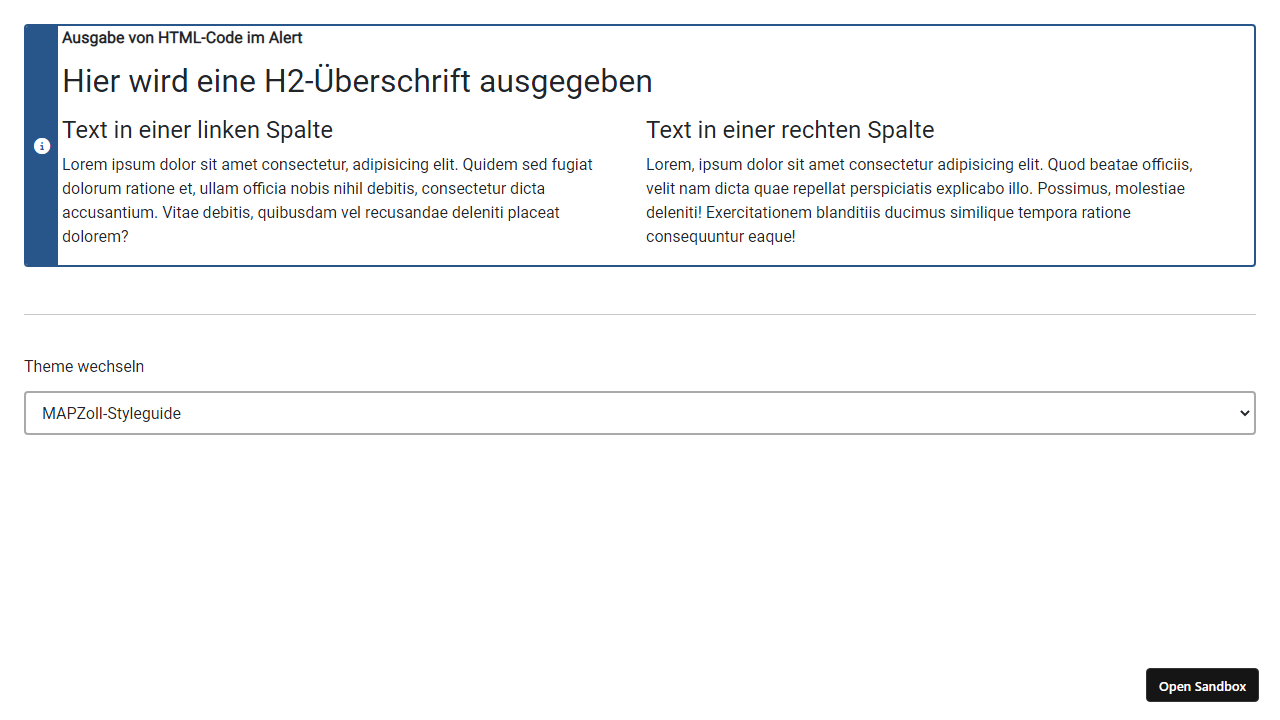 Ausgabe von HTML-Code im Alert
Hier wird eine H2-Überschrift ausgegeben
Text in einer linken Spalte
Lorem ipsum dolor sit amet consectetur, adipisicing elit. Quidem sed fugiat
dolorum ratione et, ullam officia nobis nihil debitis, consectetur dicta
accusantium. Vitae debitis, quibusdam vel recusandae deleniti placeat
dolorem?
Text in einer rechten Spalte
Lorem, ipsum dolor sit amet consectetur adipisicing elit. Quod beatae officiis,
velit nam dicta quae repellat perspiciatis explicabo illo. Possimus, molestiae
deleniti! Exercitationem blanditiis ducimus similique tempora ratione
consequuntur eaque!
Theme wechseln
MAPZoll-Styleguide
Open Sandbox